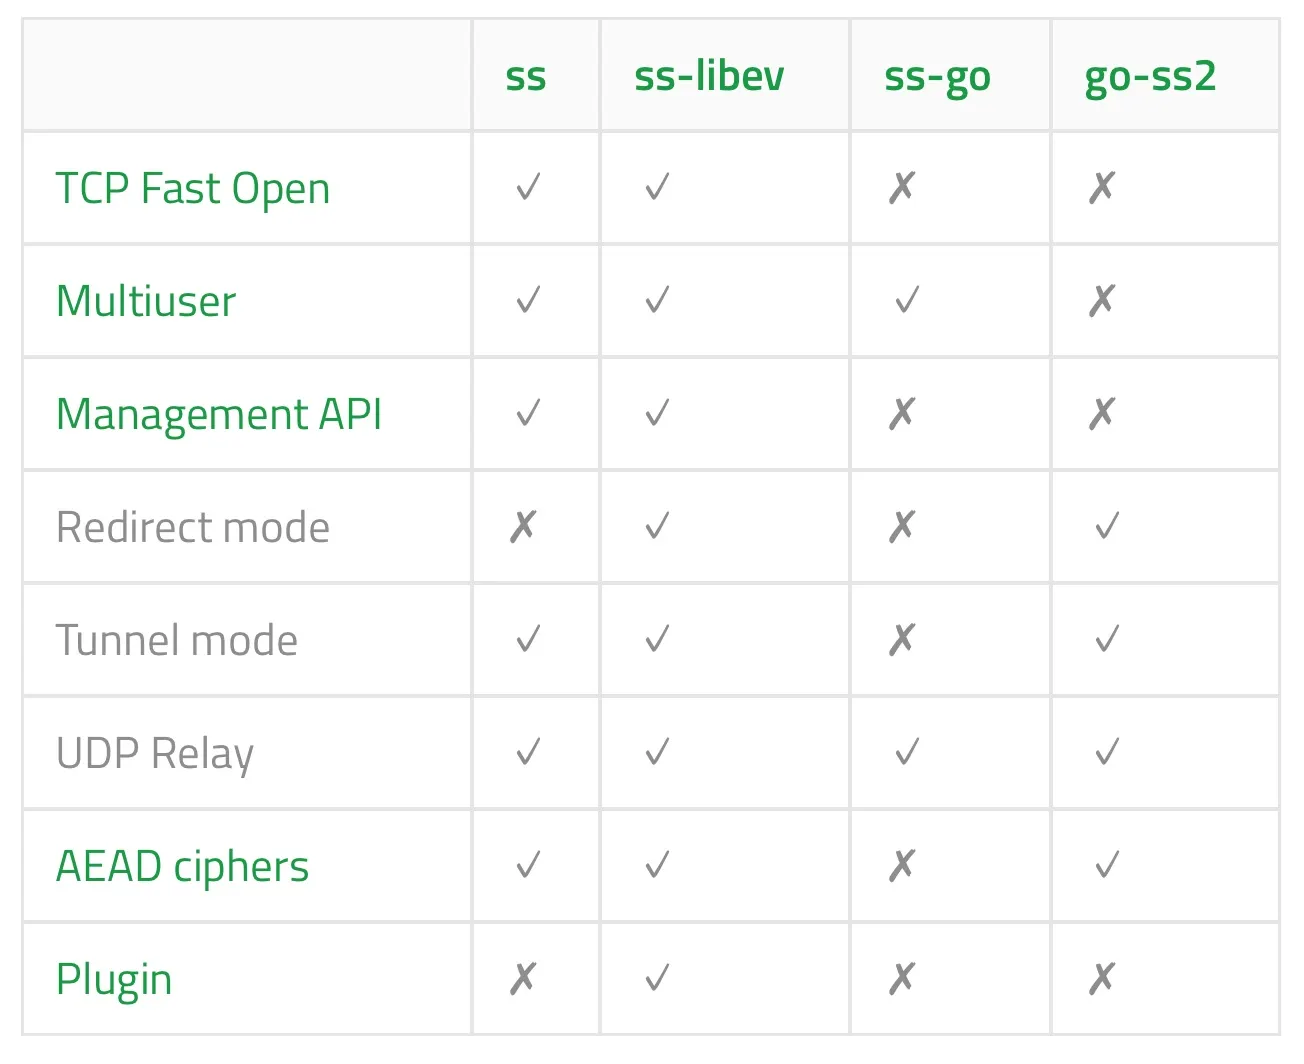 ss ss-libev ss-go go-ss2
TCP Fast Open ✓ ✓ ✗ ✗
Multiuser ✓ ✓ ✓ ✗
Management API ✓ ✓ ✗ ✗
Redirect mode ✗ ✓ ✗ ✓
Tunnel mode ✓ ✓ ✗ ✓
UDP Relay ✓ ✓ ✓ ✓
AEAD ciphers ✓ ✓ ✗ ✓
Plugin ✗ ✓ ✗ ✗